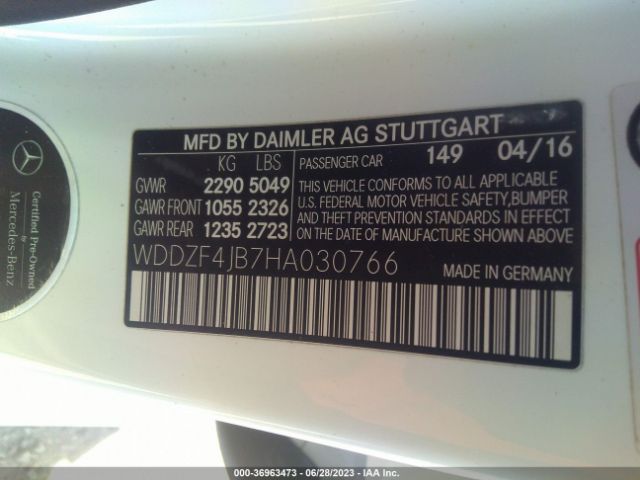 MFD BY DAIMLER AG STUTTGART
KG LBS
GVWR 2290 5049
GAWR FRONT 1055 2326
GAWR REAR 1235 2723
PASSENGER CAR 149 04/16
THIS VEHICLE CONFORMS TO ALL APPLICABLE
U.S. FEDERAL MOTOR VEHICLE SAFETY,BUMPER
AND THEFT PREVENTION STANDARDS IN EFFECT
ON THE DATE OF MANUFACTURE SHOWN ABOVE.
WDDZF4JB7HA030766
MADE IN GERMANY
Certified Pre-Owned
by
Mercedes-Benz
000-36963473 - 06/28/2023 - IAA Inc.